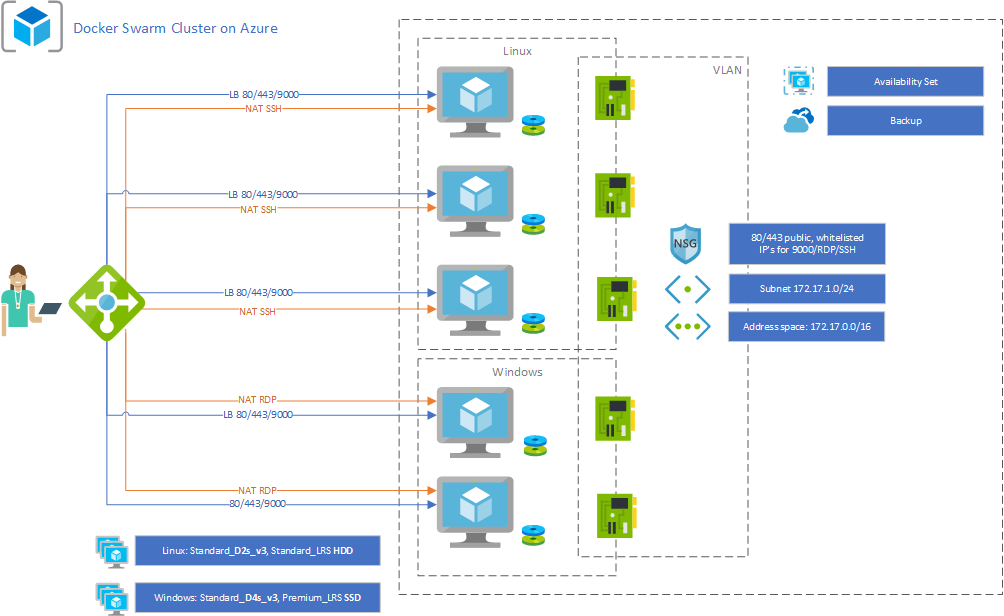 Docker Swarm Cluster on Azure
Linux
VLAN
Availability Set
Backup
LB 80/443/9000
NAT SSH
LB 80/443/9000
NAT SSH
NSG
80/443 public, whitelisted
IP's for 9000/RDP/SSH
Subnet 172.17.1.0/24
Address space: 172.17.0.0/16
LB 80/443/9000
NAT SSH
Windows
NAT RDP
LB 80/443/9000
NAT RDP
80/443/9000
Linux: Standard_D2s_v3, Standard_LRS HDD
Windows: Standard_D4s_v3, Premium_LRS SSD